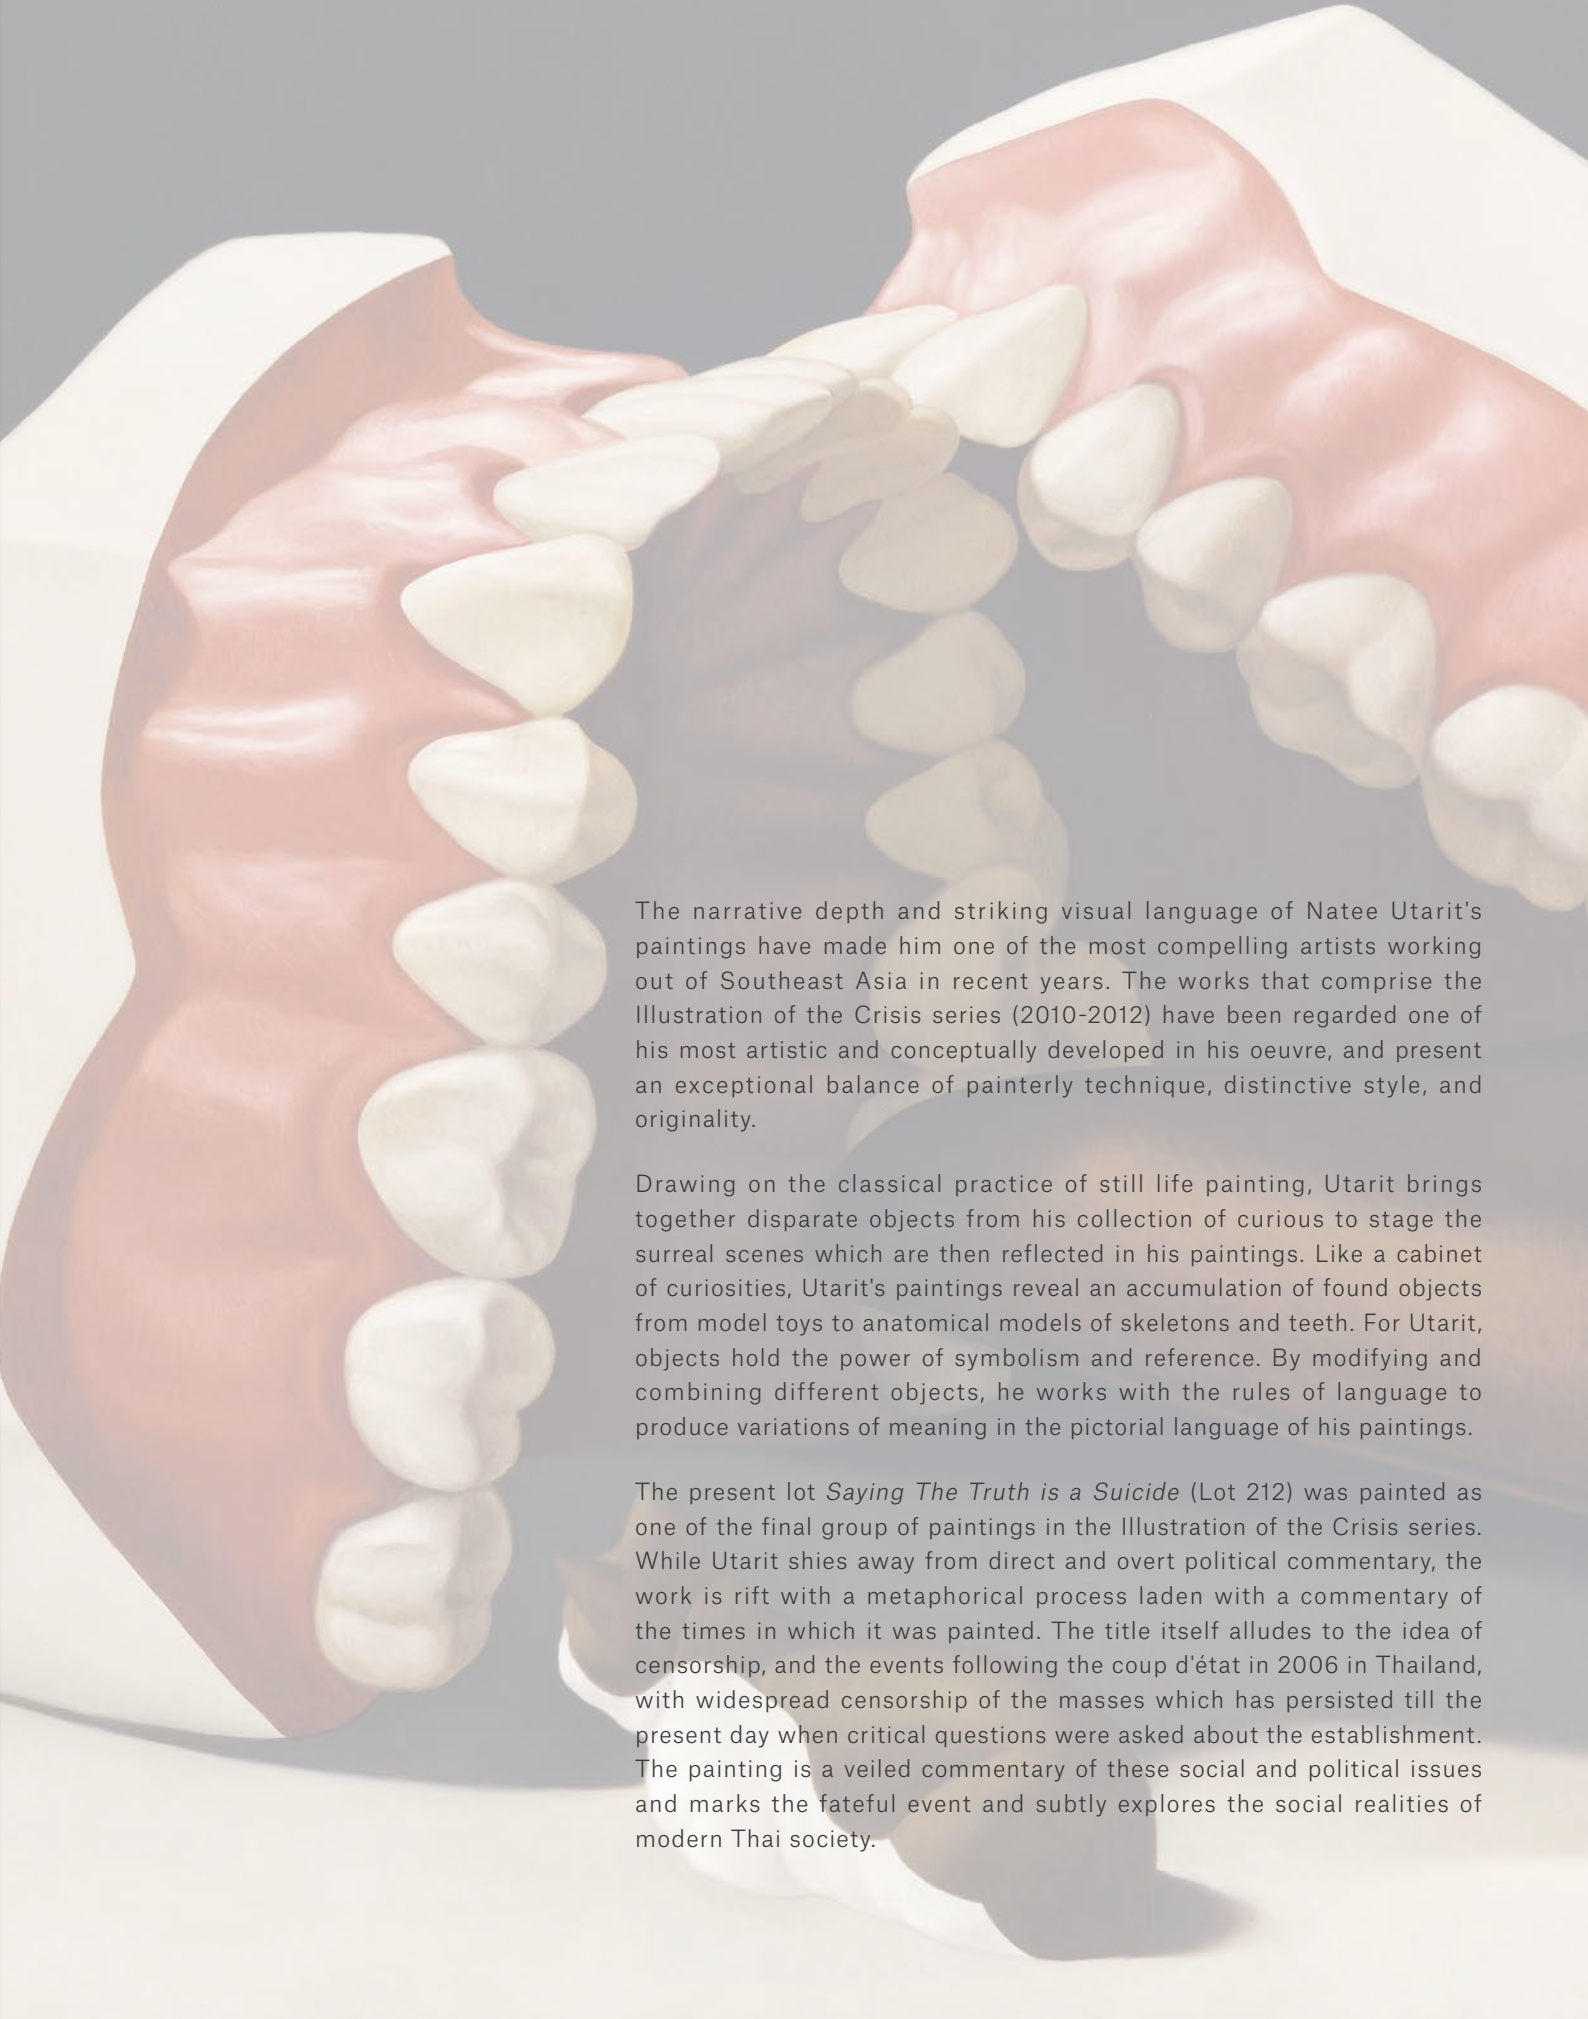 The narrative depth and striking visual language of Natee Utarit's
paintings have made him one of the most compelling artists working
out of Southeast Asia in recent years. The works that comprise the
Illustration of the Crisis series (2010-2012) have been regarded one of
his most artistic and conceptually developed in his oeuvre, and present
an exceptional balance of painterly technique, distinctive style, and
originality.
Drawing on the classical practice of still life painting, Utarit brings
together disparate objects from his collection of curious to stage the
surreal scenes which are then reflected in his paintings. Like a cabinet
of curiosities, Utarit's paintings reveal an accumulation of found objects
from model toys to anatomical models of skeletons and teeth. For Utarit,
objects hold the power of symbolism and reference. By modifying and
combining different objects, he works with the rules of language to
produce variations of meaning in the pictorial language of his paintings.
The present lot Saying The Truth is a Suicide (Lot 212) was painted as
one of the final group of paintings in the Illustration of the Crisis series.
While Utarit shies away from direct and overt political commentary, the
work is rift with a metaphorical process laden with a commentary of
the times in which it was painted. The title itself alludes to the idea of
censorship, and the events following the coup d'état in 2006 in Thailand,
with widespread censorship of the masses which has persisted till the
present day when critical questions were asked about the establishment.
The painting is a veiled commentary of these social and political issues
and marks the fateful event and subtly explores the social realities of
modern Thai society.